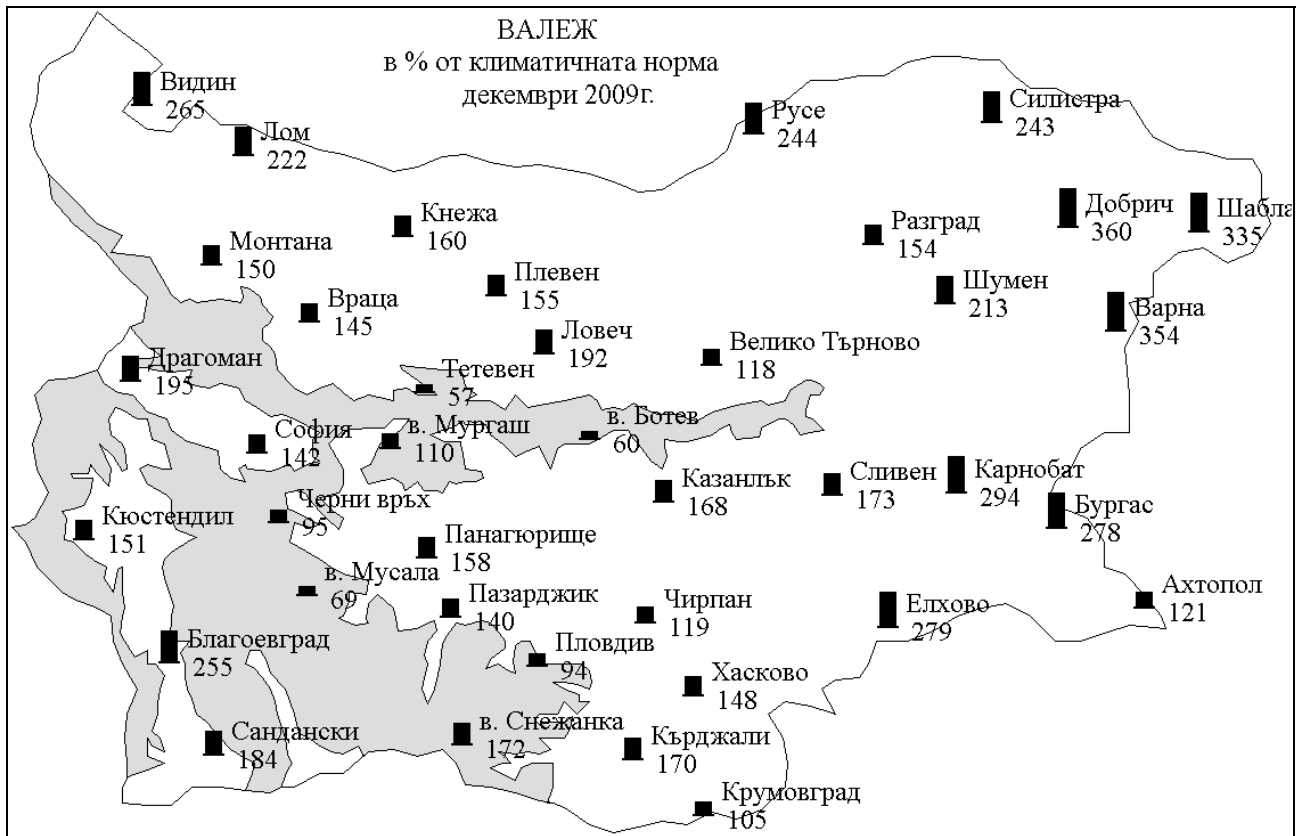 ВАЛЕЖ
в % от климатичната норма
декември 2009г.
Видин
265
Лом
222
Русе
244
Силистра
243
Кнежа
160
Добрич
360
Шабла
335
Разград
154
Монтана
150
Плевен
155
Шумен
213
Враца
145
Варна
354
Ловеч
192
Велико Търново
118
Драгоман
195
Тетевен
57
в. Ботев
60
София
142
в. Мургаш
110
Казанлък
168
Сливен
173
Карнобат
294
Черни връх
95
Бургас
278
Кюстендил
151
Панагюрище
158
в. Мусала
69
Пазарджик
140
Чирпан
119
Елхово
279
Ахтопол
121
Благоевград
255
Пловдив
94
Хасково
148
Сандански
184
в. Снежанка
172
Кърджали
170
Крумовград
105